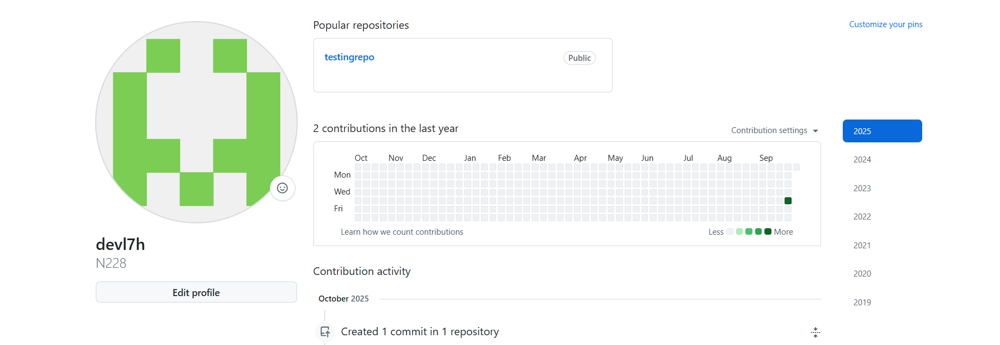 Popular repositories
Customize your pins
testingrepo
Public
2 contributions in the last year
Contribution settings
Oct Nov Dec Jan Feb Mar Apr May Jun Jul Aug Sep
Mon
Wed
Fri
Learn how we count contributions
Less
More
2025
2024
2023
2022
2021
2020
2019
devl7h
N228
Edit profile
Contribution activity
October 2025
Created 1 commit in 1 repository